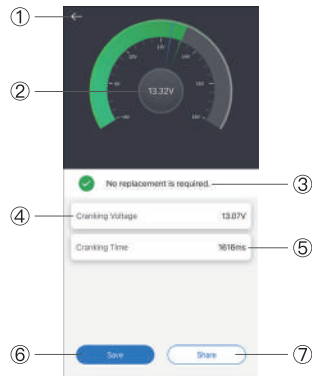 ①
②
13.32V
No replacement is required.
③
④
Cranking Voltage
13.07V
Cranking Time
1616ms
⑤
⑥
Save
Share
⑦